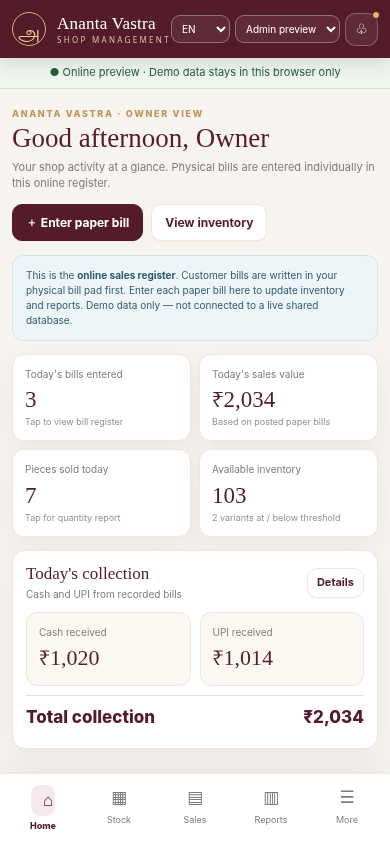 அ
Ananta Vastra
SHOP MANAGEMENT
EN
Admin preview
● Online preview · Demo data stays in this browser only
ANANTA VASTRA · OWNER VIEW
Good afternoon, Owner
Your shop activity at a glance. Physical bills are entered individually in
this online register.
+ Enter paper bill
View inventory
This is the online sales register. Customer bills are written in your
physical bill pad first. Enter each paper bill here to update inventory
and reports. Demo data only — not connected to a live shared
database.
Today's bills entered
3
Tap to view bill register
Today's sales value
₹2,034
Based on posted paper bills
Pieces sold today
7
Tap for quantity report
Available inventory
103
2 variants at / below threshold
Today's collection
Cash and UPI from recorded bills
Details
Cash received
₹1,020
UPI received
₹1,014
Total collection
₹2,034
Home
Stock
Sales
Reports
More